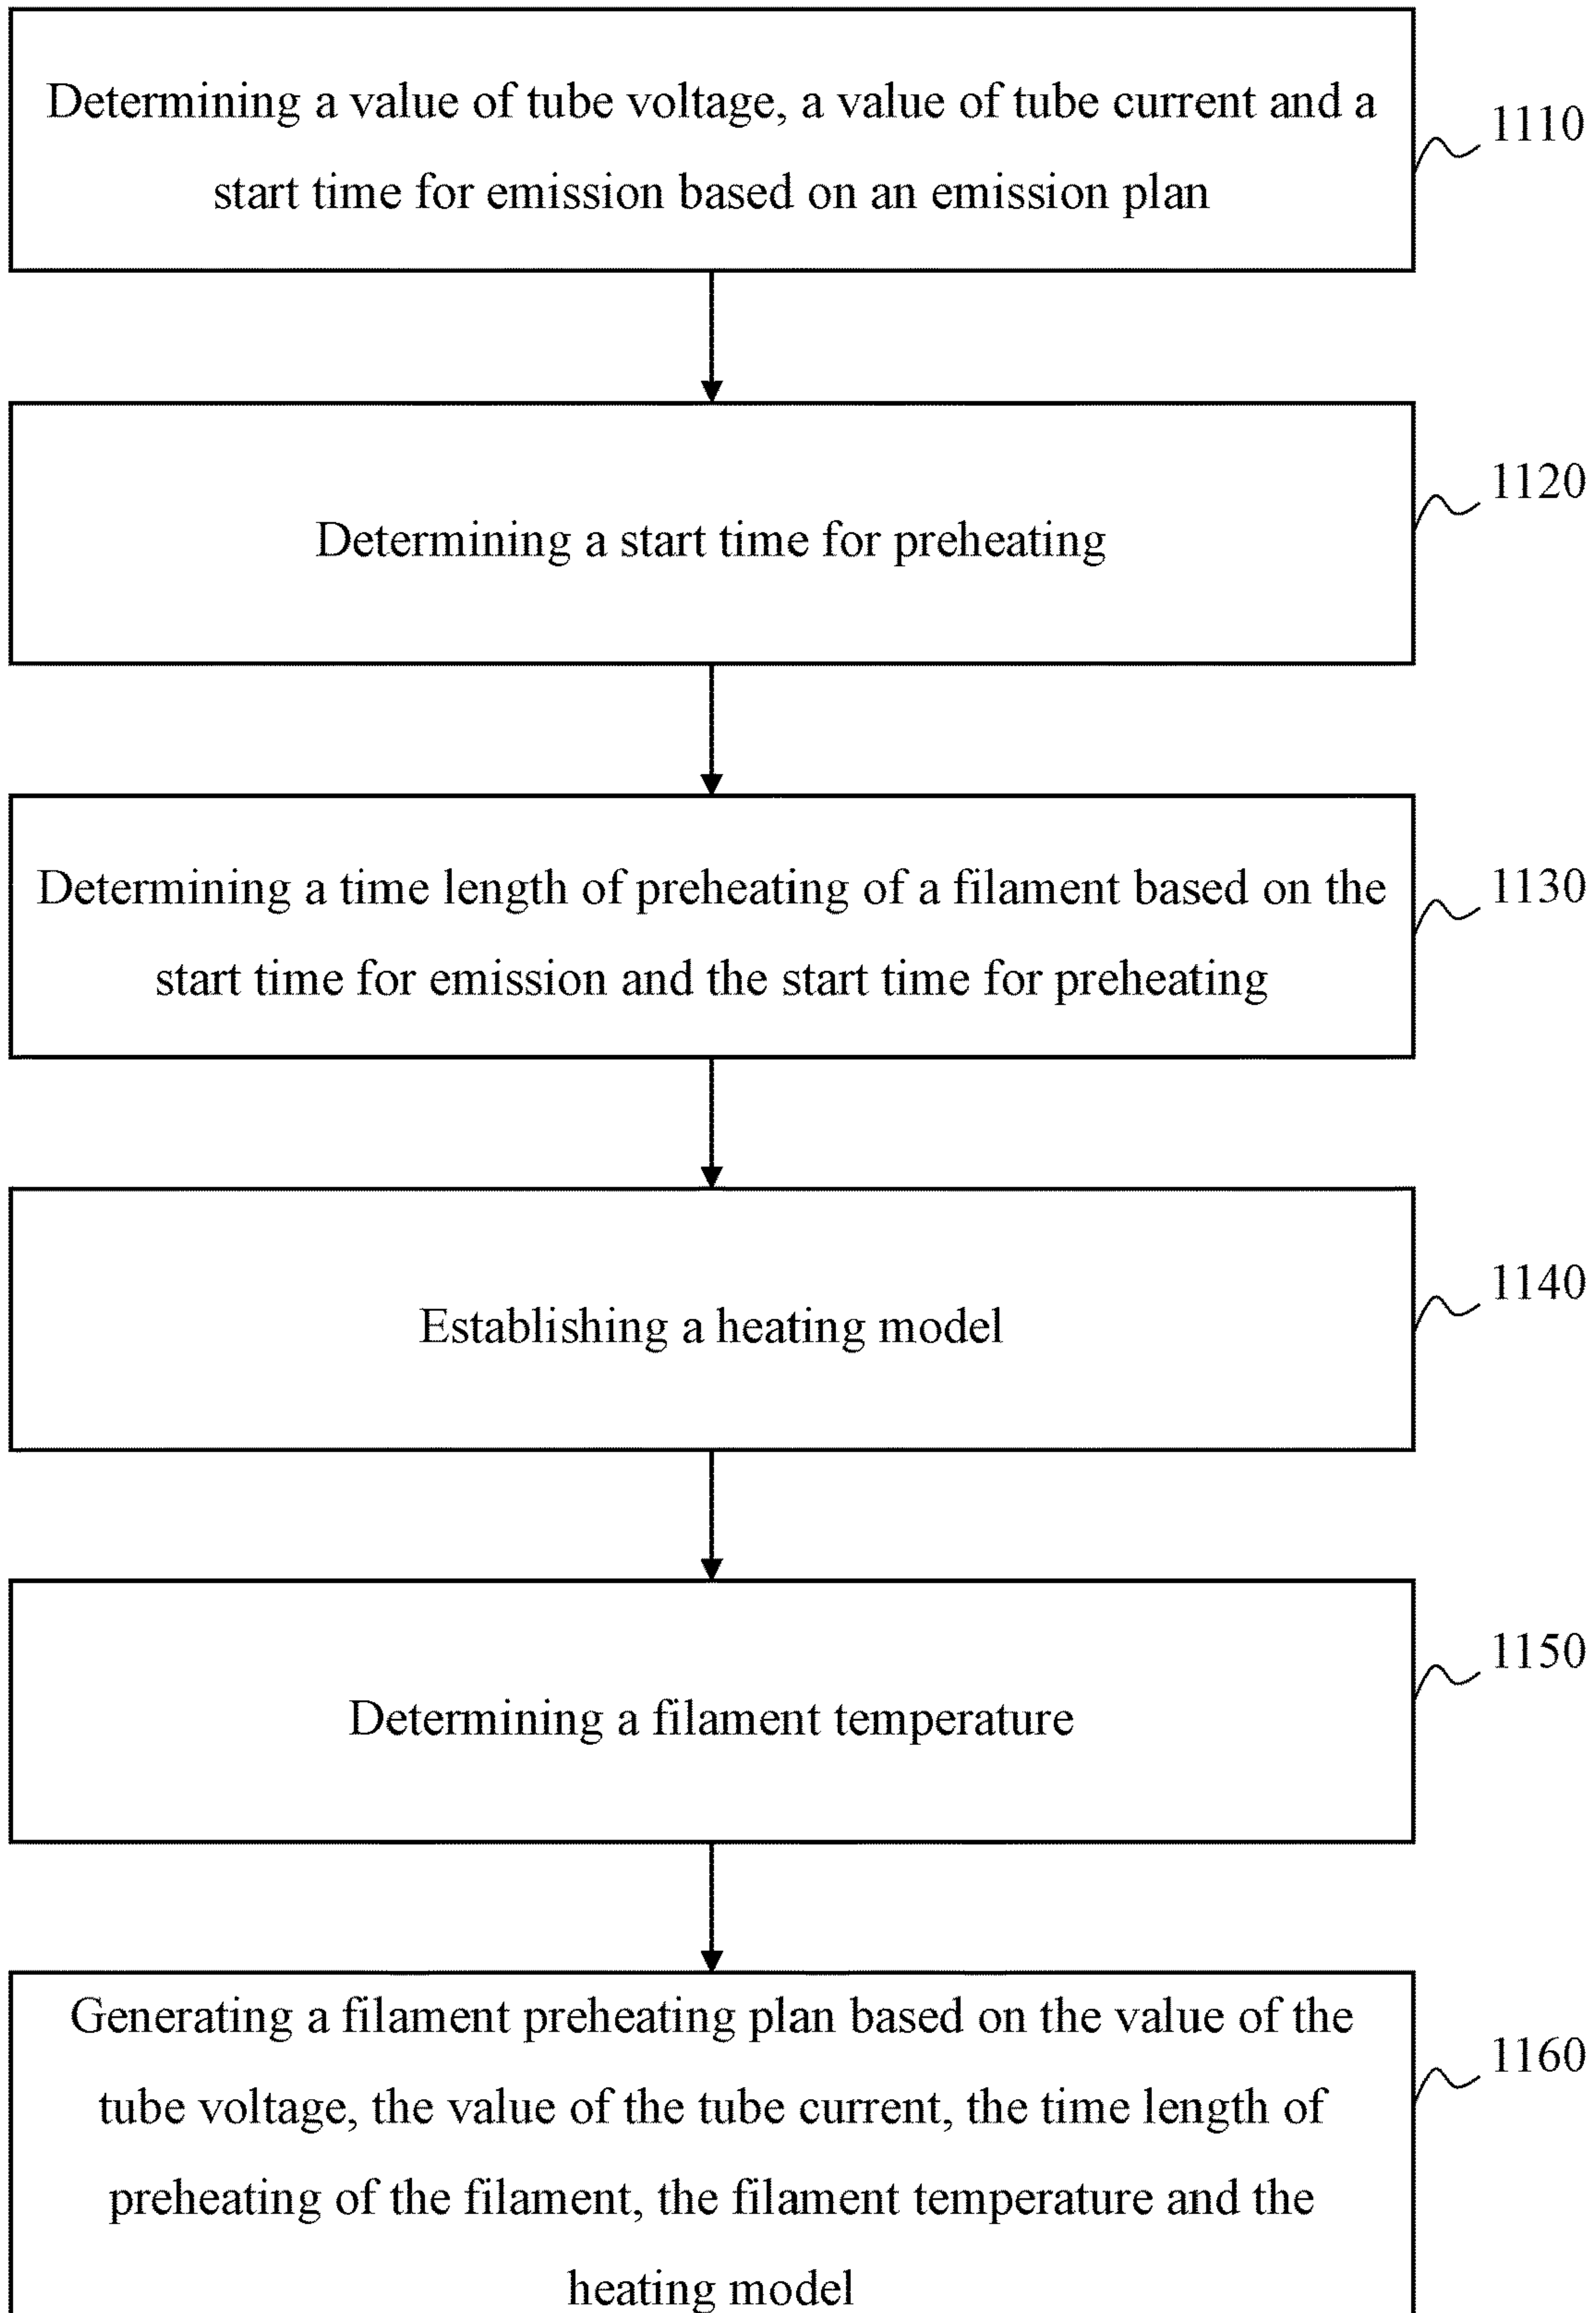 Determining a value of tube voltage, a value of tube current and a
start time for emission based on an emission plan
1110
Determining a start time for preheating
1120
Determining a time length of preheating of a filament based on the
start time for emission and the start time for preheating
1130
Establishing a heating model
1140
Determining a filament temperature
1150
Generating a filament preheating plan based on the value of the
tube voltage, the value of the tube current, the time length of
preheating of the filament, the filament temperature and the
heating model
1160